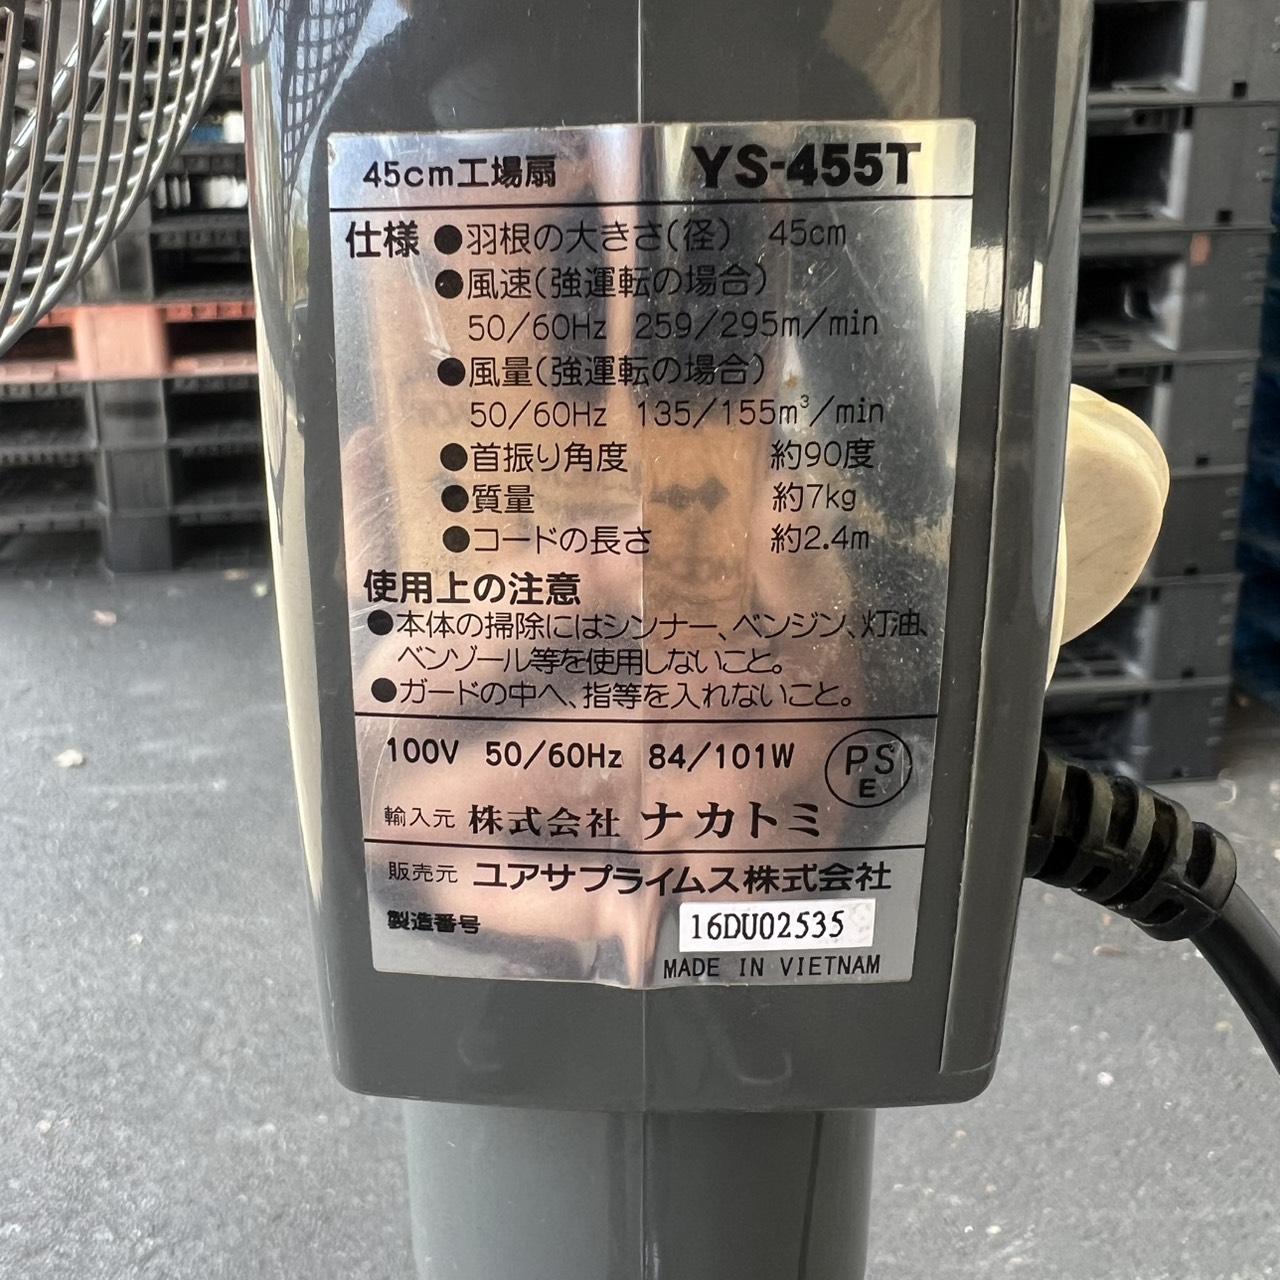 45cm工場扇 YS-455T
仕様 ●羽根の大きさ(径) 45cm
●風速(強運転の場合)
50/60Hz 259/295m/min
●風量(強運転の場合)
50/60Hz 135/155m³/min
●首振り角度 約90度
●質量 約7kg
●コードの長さ 約2.4m
使用上の注意
●本体の掃除にはシンナー、ベンジン、灯油、
ベンゾール等を使用しないこと。
●ガードの中へ、指等を入れないこと。
100V 50/60Hz 84/101W PS E
輸入元 株式会社 ナカトミ
販売元 ユアサプライムス株式会社
製造番号 16DU02535
MADE IN VIETNAM